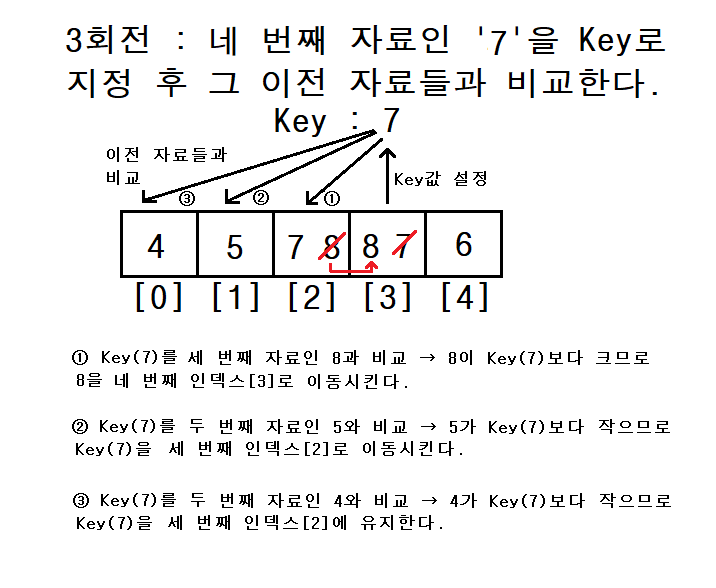 3회전 : 네 번째 자료인 '7'을 Key로
지정 후 그 이전 자료들과 비교한다.
Key : 7
이전 자료들과
비교
③ ② ① Key값 설정
4 5 7 8 8 7 6
[0] [1] [2] [3] [4]
① Key(7)를 세 번째 자료인 8과 비교 → 8이 Key(7)보다 크므로
8을 네 번째 인덱스[3]로 이동시킨다.
② Key(7)를 두 번째 자료인 5와 비교 → 5가 Key(7)보다 작으므로
Key(7)을 세 번째 인덱스[2]로 이동시킨다.
③ Key(7)를 두 번째 자료인 4와 비교 → 4가 Key(7)보다 작으므로
Key(7)을 세 번째 인덱스[2]에 유지한다.